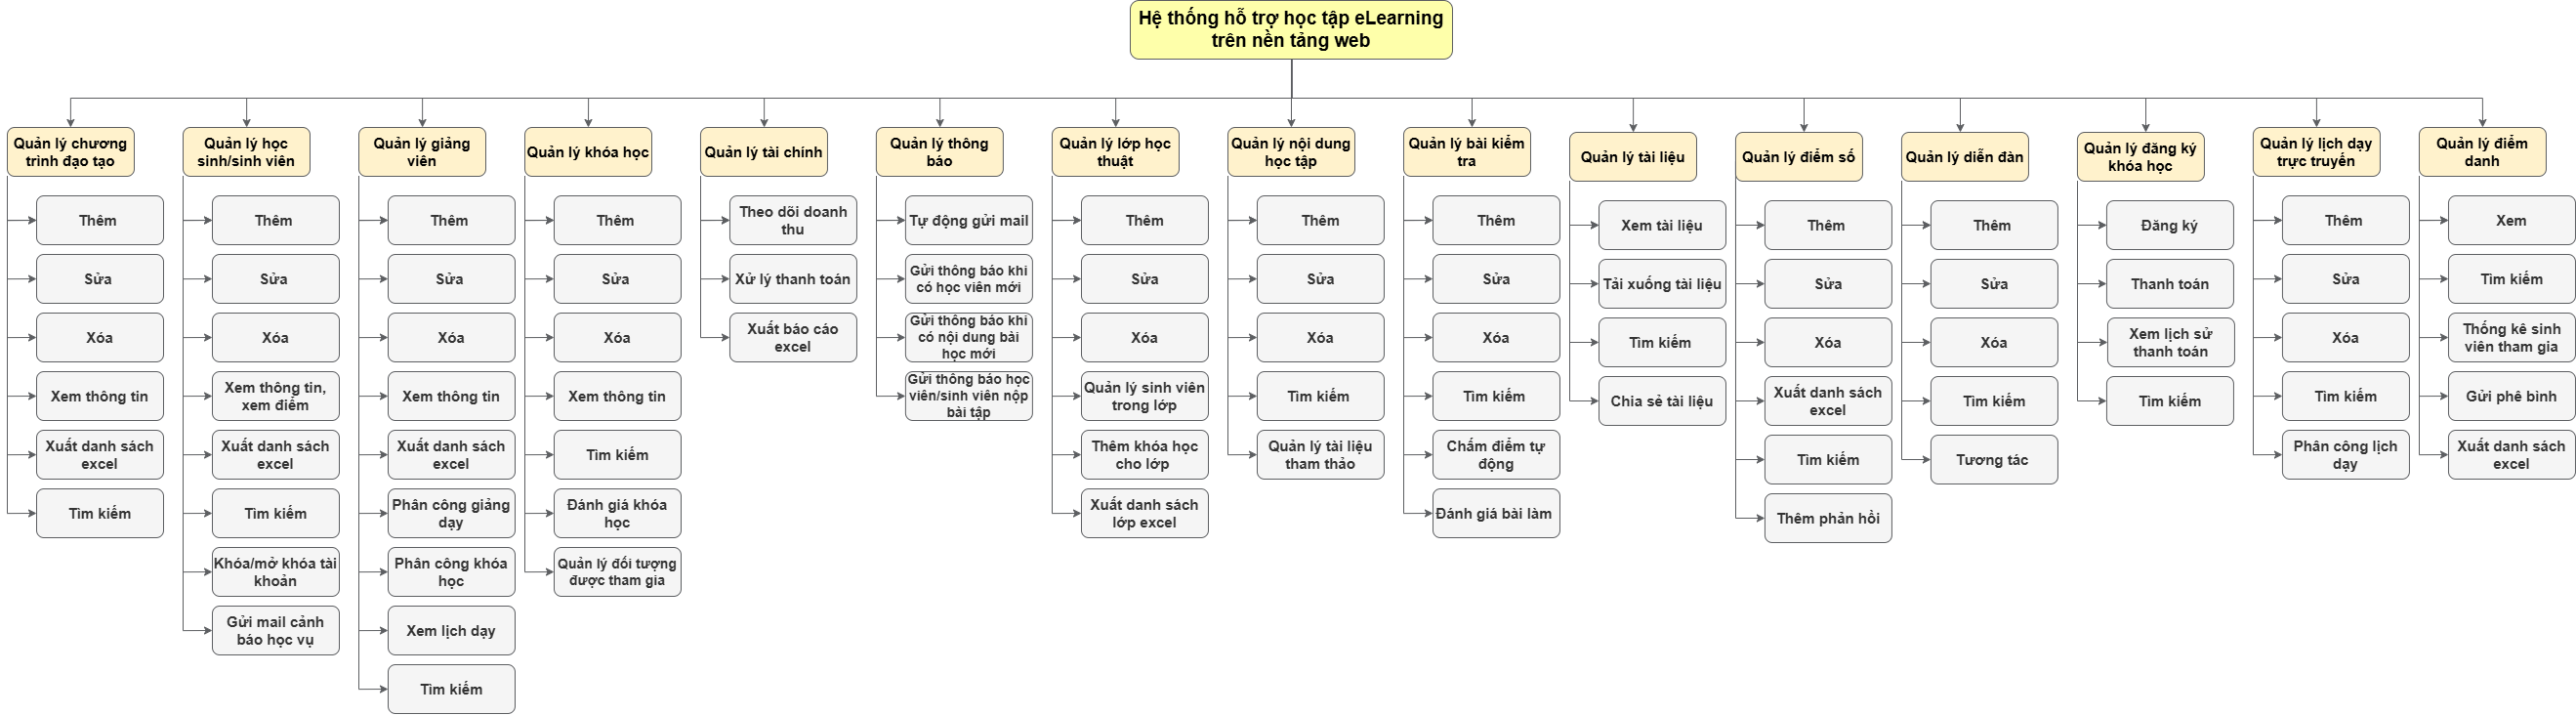 Hệ thống hỗ trợ học tập eLearning
trên nền tảng web
Quản lý chương
trình đạo tạo
Thêm
Sửa
Xóa
Xem thông tin
Xuất danh sách
excel
Tìm kiếm
Quản lý học
sinh/sinh viên
Thêm
Sửa
Xóa
Xem thông tin,
xem điểm
Xuất danh sách
excel
Tìm kiếm
Khóa/mở khóa tài
khoản
Gửi mail cảnh
báo học vụ
Quản lý giảng
viên
Thêm
Sửa
Xóa
Xem thông tin
Xuất danh sách
excel
Phân công giảng
dạy
Phân công khóa
học
Xem lịch dạy
Tìm kiếm
Quản lý khóa học
Thêm
Sửa
Xóa
Xem thông tin
Tìm kiếm
Đánh giá khóa
học
Quản lý đối tượng
được tham gia
Quản lý tài chính
Theo dõi doanh
thu
Xử lý thanh toán
Xuất báo cáo
excel
Quản lý thông
báo
Tự động gửi mail
Gửi thông báo khi
có học viên mới
Gửi thông báo khi
có nội dung bài
học mới
Gửi thông báo học
viên/sinh viên nộp
bài tập
Quản lý lớp học
thuật
Thêm
Sửa
Xóa
Quản lý sinh viên
trong lớp
Thêm khóa học
cho lớp
Xuất danh sách
lớp excel
Quản lý nội dung
học tập
Thêm
Sửa
Xóa
Tìm kiếm
Quản lý tài liệu
tham thảo
Quản lý bài kiểm
tra
Thêm
Sửa
Xóa
Tìm kiếm
Chấm điểm tự
động
Đánh giá bài làm
Quản lý tài liệu
Xem tài liệu
Tải xuống tài liệu
Tìm kiếm
Chia sẻ tài liệu
Quản lý điểm số
Thêm
Sửa
Xóa
Xuất danh sách
excel
Tìm kiếm
Thêm phản hồi
Quản lý diễn đàn
Thêm
Sửa
Xóa
Tìm kiếm
Tương tác
Quản lý đăng ký
khóa học
Đăng ký
Thanh toán
Xem lịch sử
thanh toán
Tìm kiếm
Quản lý lịch dạy
trực truyến
Thêm
Sửa
Xóa
Tìm kiếm
Phân công lịch
dạy
Quản lý điểm
danh
Xem
Tìm kiếm
Thống kê sinh
viên tham gia
Gửi phê bình
Xuất danh sách
excel